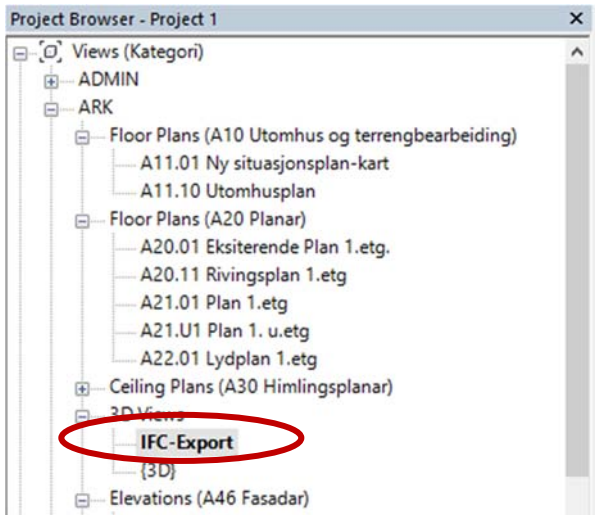 Project Browser - Project 1
Views (Kategori)
ADMIN
ARK
Floor Plans (A10 Utomhus og terrengbearbeiding)
A11.01 Ny situasjonsplan-kart
A11.10 Utomhusplan
Floor Plans (A20 Planar)
A20.01 Eksiterende Plan 1.etg.
A20.11 Rivingsplan 1.etg
A21.01 Plan 1.etg
A21.U1 Plan 1. u.etg
A22.01 Lydplan 1.etg
Ceiling Plans (A30 Himlingsplanar)
3D Views
IFC-Export
{3D}
Elevations (A46 Fasadar)